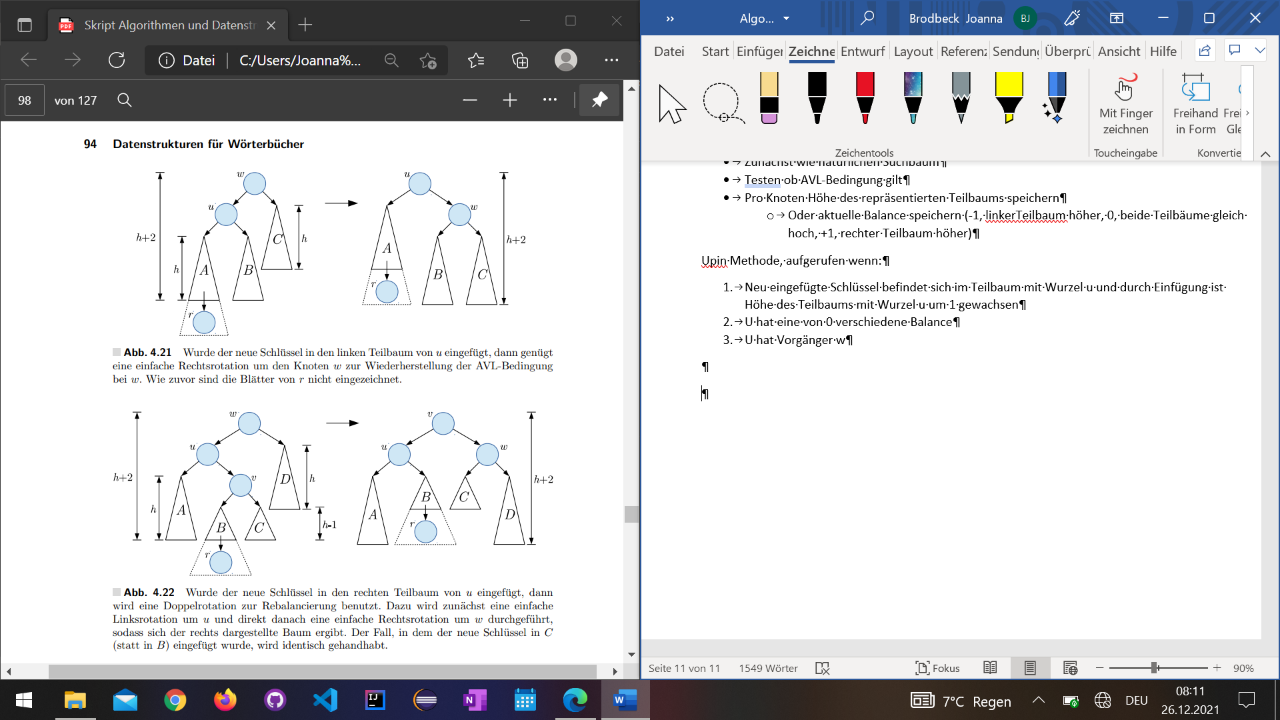 Skript Algorithmen und Datenstr
Datei
C:/Users/Joanna%...
98
von 127
94 Datenstrukturen für Wörterbücher
w
u
u
w
h+2
C
h
A
h+2
h
A
B
B
C
r
r
Abb. 4.21 Wurde der neue Schlüssel in den linken Teilbaum von u eingefügt, dann genügt
eine einfache Rechtsrotation um den Knoten w zur Wiederherstellung der AVL-Bedingung
bei w. Wie zuvor sind die Blätter von r nicht eingezeichnet.
w
v
u
u
w
h+2
v
D
h
h+2
h
A
B
C
h-1
A
B
C
D
r
r
Abb. 4.22 Wurde der neue Schlüssel in den rechten Teilbaum von u eingefügt, dann
wird eine Doppelrotation zur Rebalancierung benutzt. Dazu wird zunächst eine einfache
Linksrotation um u und direkt danach eine einfache Rechtsrotation um w durchgeführt,
sodass sich der rechts dargestellte Baum ergibt. Der Fall, in dem der neue Schlüssel in C
(statt in B) eingefügt wurde, wird identisch gehandhabt.
Algo...
Brodbeck Joanna
BJ
Datei Start Einfügen Zeichne Entwurf Layout Referenz Sendung Überprü Ansicht Hilfe
Mit Finger
zeichnen
Freihand
in Form
Frei
Gle
Zeichentools
Toucheingabe
Konvertie
Zunächst wie natürlichen Suchbaum¶
• → Testen·ob·AVL-Bedingung·gilt¶
• → Pro·Knoten·Höhe·des·repräsentierten·Teilbaums·speichern¶
○ → Oder·aktuelle·Balance·speichern·(-1,·linkerTeilbaum·höher,·0,·beide·Teilbäume·gleich·
hoch,·+1,·rechter·Teilbaum·höher)¶
Upin·Methode,·aufgerufen·wenn:¶
1.→Neu·eingefügte·Schlüssel·befindet·sich·im·Teilbaum·mit·Wurzel·u·und·durch·Einfügung·ist·
Höhe·des·Teilbaums·mit·Wurzel·u·um·1·gewachsen¶
2.→U·hat·eine·von·0·verschiedene·Balance¶
3.→U·hat·Vorgänger·w¶
¶
¶
Seite 11 von 11
1549 Wörter
Fokus
90%
7°C Regen
DEU
08:11
26.12.2021